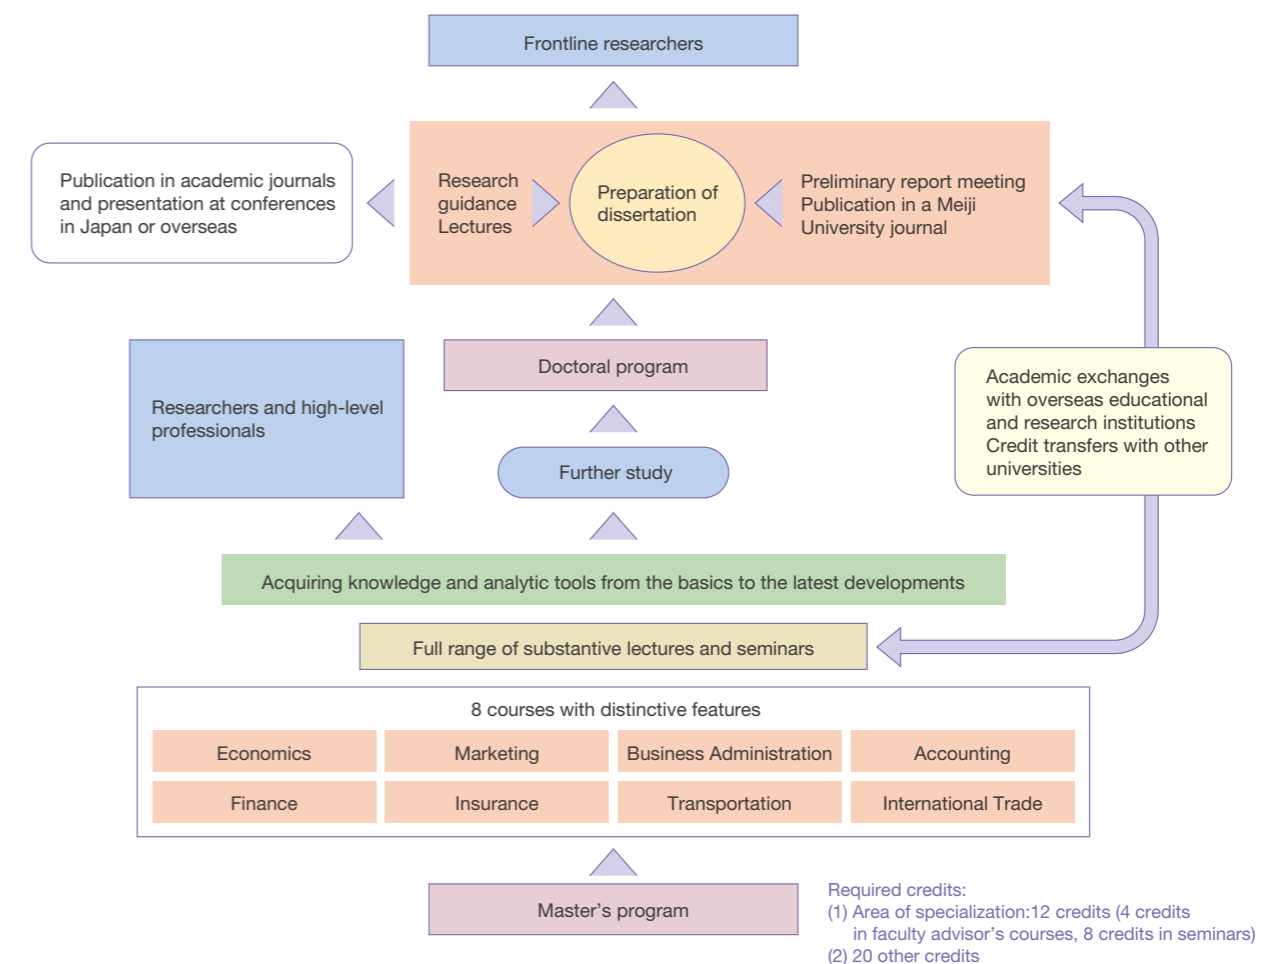 Frontline researchers
Publication in academic journals
and presentation at conferences
in Japan or overseas
Research
guidance
Lectures
Preparation of
dissertation
Preliminary report meeting
Publication in a Meiji
University journal
Researchers and high-level
professionals
Doctoral program
Further study
Academic exchanges
with overseas educational
and research institutions
Credit transfers with other
universities
Acquiring knowledge and analytic tools from the basics to the latest developments
Full range of substantive lectures and seminars
8 courses with distinctive features
Economics
Marketing
Business Administration
Accounting
Finance
Insurance
Transportation
International Trade
Master’s program
Required credits:
(1) Area of specialization:12 credits (4 credits
in faculty advisor’s courses, 8 credits in seminars)
(2) 20 other credits